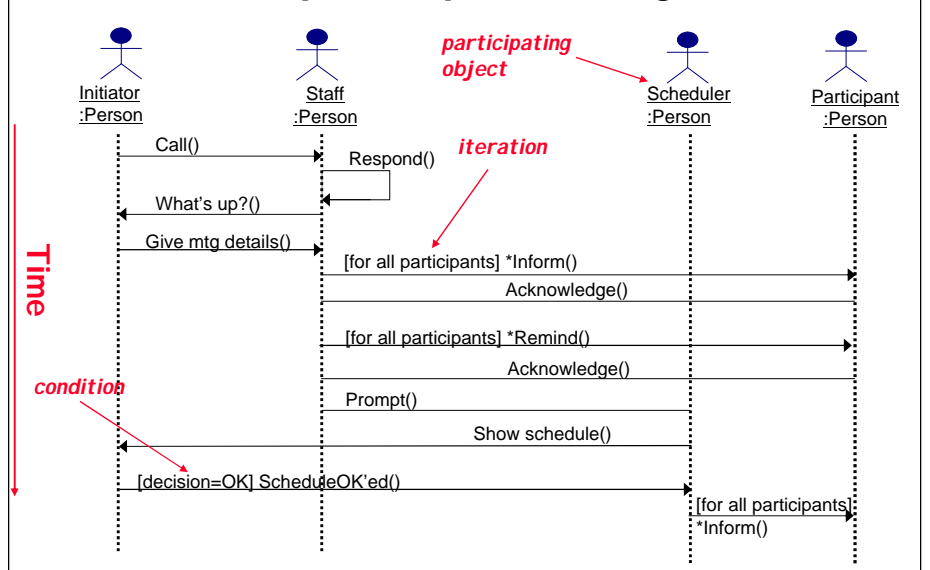 participating
object
Initiator
:Person
Staff
:Person
Scheduler
:Person
Participant
:Person
Call()
Respond()
iteration
What's up?()
Give mtg details()
Time
[for all participants] *Inform()
Acknowledge()
[for all participants] *Remind()
Acknowledge()
condition
Prompt()
Show schedule()
[decision=OK] ScheduleOK'ed()
[for all participants]
*Inform()